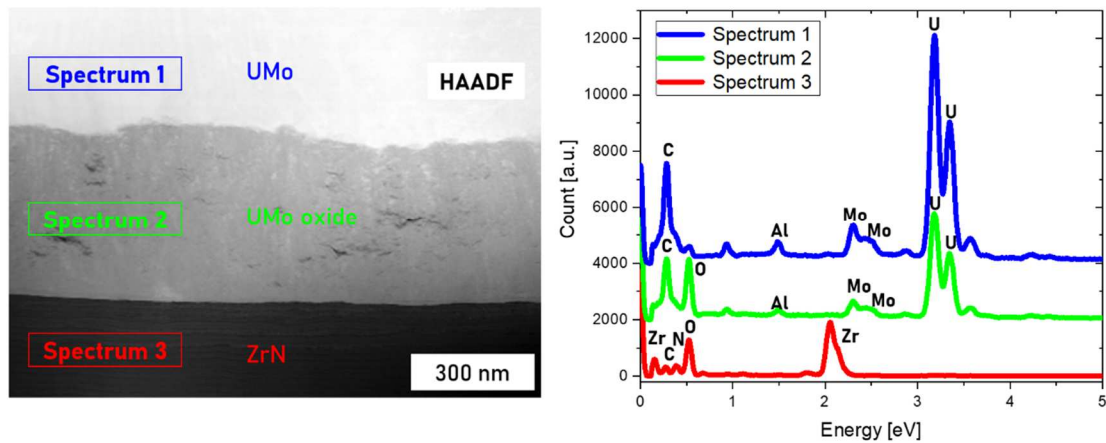 Spectrum 1
UMo
HAADF
Spectrum 2
UMo oxide
Spectrum 3
ZrN
300 nm
Spectrum 1
Spectrum 2
Spectrum 3
U
U
C
Al
Mo
Mo
U
U
C
O
Al
Mo
Mo
Zr
C
N
O
Zr
12000
10000
8000
6000
4000
2000
0
Count [a.u.]
0 1 2 3 4 5
Energy [eV]